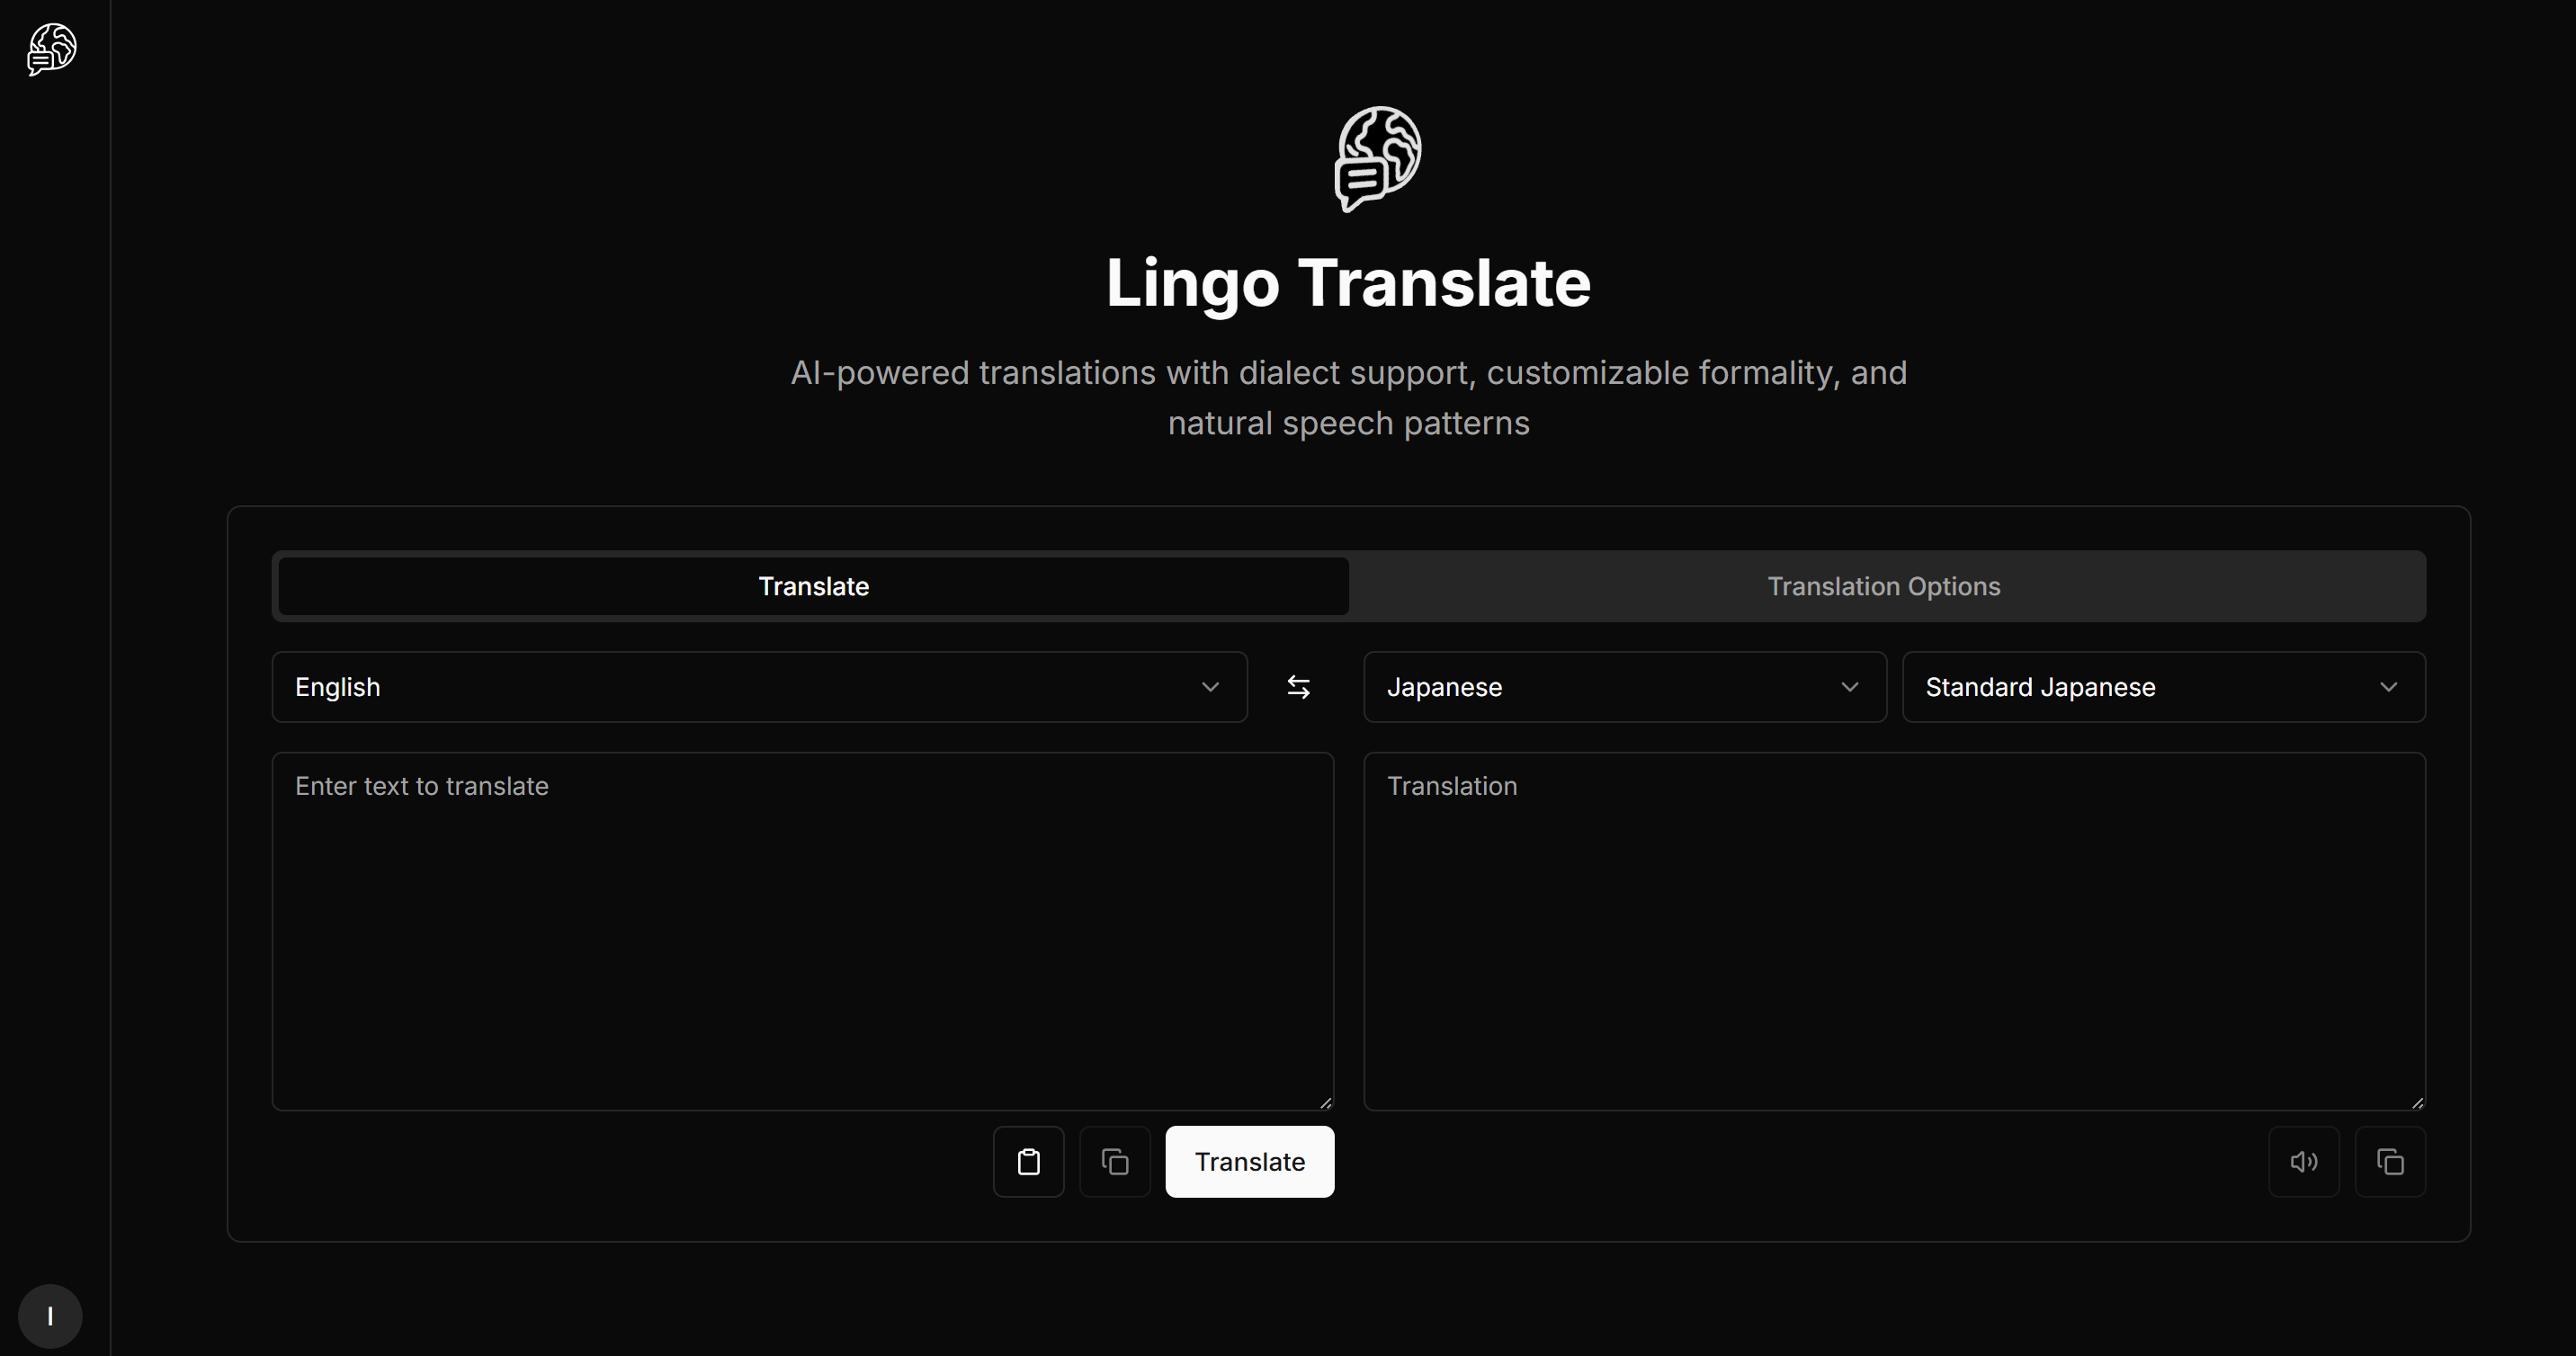 Lingo Translate
AI-powered translations with dialect support, customizable formality, and
natural speech patterns
Translate
Translation Options
English
Japanese
Standard Japanese
Enter text to translate
Translation
Translate
I